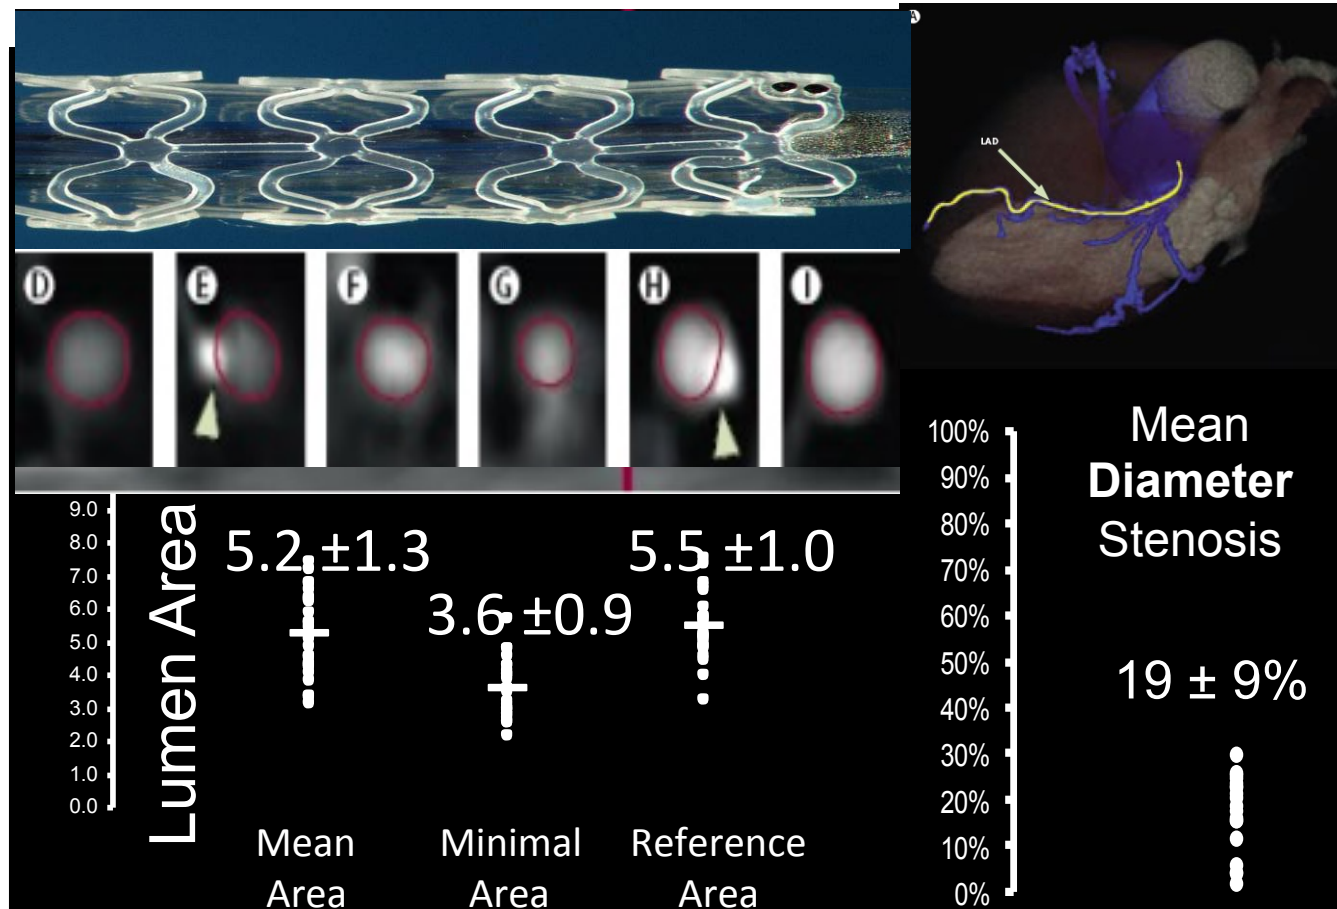 A
LAD
D
E
F
G
H
I
9.0
8.0
7.0
6.0
5.0
4.0
3.0
2.0
1.0
0.0
Lumen Area
5.2 ±1.3
3.6 ±0.9
5.5 ±1.0
Mean
Area
Minimal
Area
Reference
Area
100%
90%
80%
70%
60%
50%
40%
30%
20%
10%
0%
Mean
Diameter
Stenosis
19 ± 9%